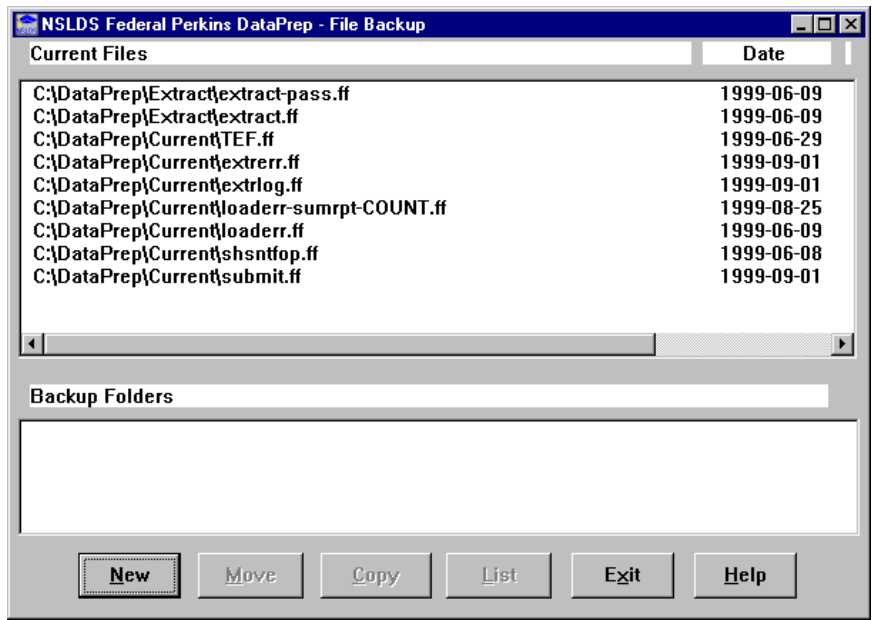 NSLDS Federal Perkins DataPrep - File Backup
Current Files Date
C:\DataPrep\Extract\extract-pass.ff 1999-06-09
C:\DataPrep\Extract\extract.ff 1999-06-09
C:\DataPrep\Current\TEF.ff 1999-06-29
C:\DataPrep\Current\extrerr.ff 1999-09-01
C:\DataPrep\Current\extrlog.ff 1999-09-01
C:\DataPrep\Current\loaderr-sumrpt-COUNT.ff 1999-08-25
C:\DataPrep\Current\loaderr.ff 1999-06-09
C:\DataPrep\Current\shsntfop.ff 1999-06-08
C:\DataPrep\Current\submit.ff 1999-09-01
Backup Folders
New Move Copy List Exit Help